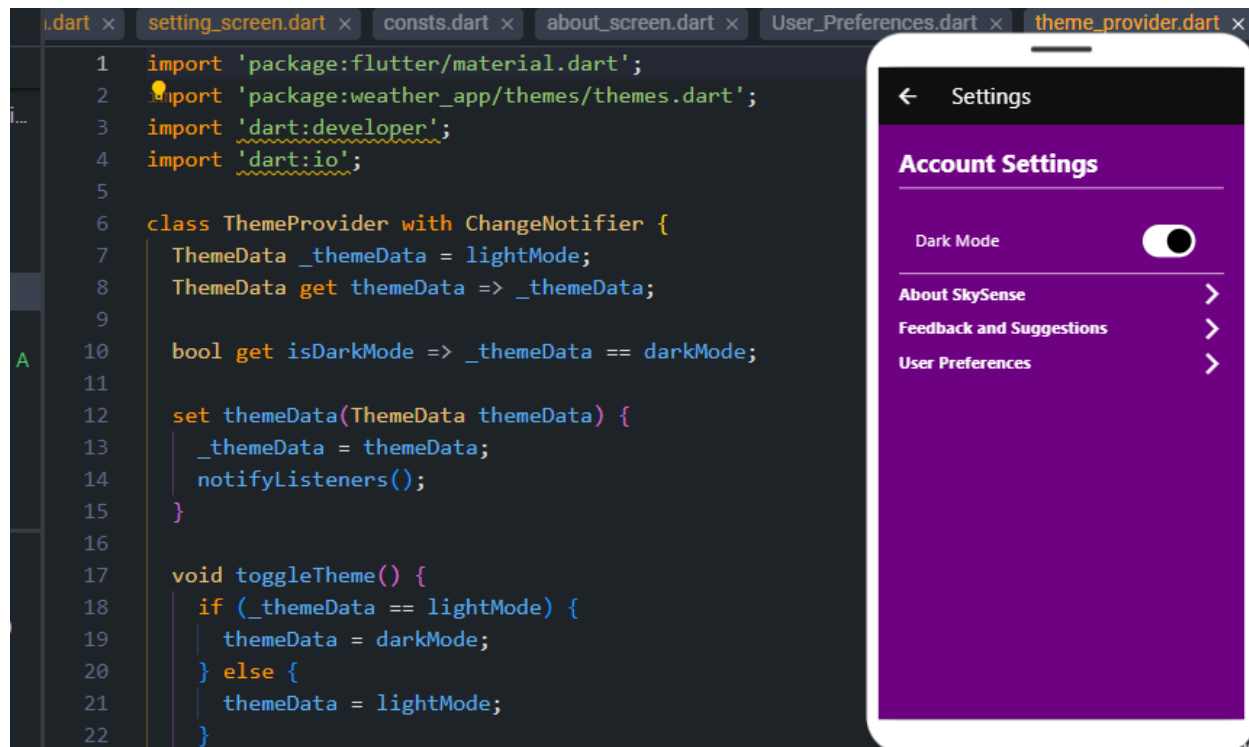 .dart × setting_screen.dart × consts.dart × about_screen.dart × User_Preferences.dart × theme_provider.dart ×
1 import 'package:flutter/material.dart';
2 import 'package:weather_app/themes/themes.dart';
3 import 'dart:developer';
4 import 'dart:io';
5
6 class ThemeProvider with ChangeNotifier {
7 ThemeData _themeData = lightMode;
8 ThemeData get themeData => _themeData;
9
10 bool get isDarkMode => _themeData == darkMode;
11
12 set themeData(ThemeData themeData) {
13 _themeData = themeData;
14 notifyListeners();
15 }
16
17 void toggleTheme() {
18 if (_themeData == lightMode) {
19 themeData = darkMode;
20 } else {
21 themeData = lightMode;
22 }
i...
A
Settings
Account Settings
Dark Mode
About SkySense
Feedback and Suggestions
User Preferences